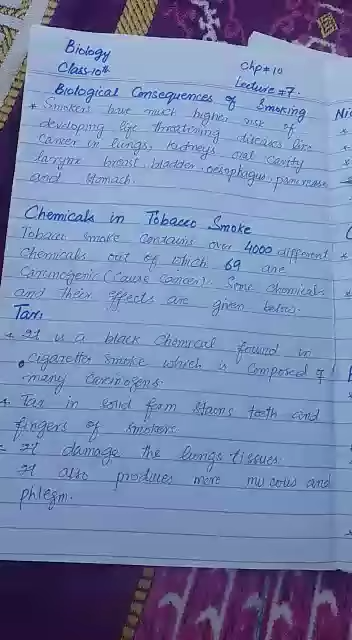 Biology
Chp # 10
Class 10th
Lecture # 7.
Biological Consequences of Smoking
* Smokers have much higher risk of
developing life threatening diseases like
Cancer in lungs, kidneys, oral cavity
larynx breast, bladder, oesophagus, pancrease
and stomach.
Chemicals in Tobacco Smoke
Tobacco smoke contains over 4000 different
Chemicals out of which 69 are
Carcinogenic (Cause Cancer). Some chemicals
and their effects are given below.
Tar:
* It is a black Chemical found in
cigarettes smoke which is composed of
many carcinogens.
* Tar in solid form stains teeth and
fingers of smokers
* It damage the lungs tissues.
It also produces more mucous and
phlegm.
Ni